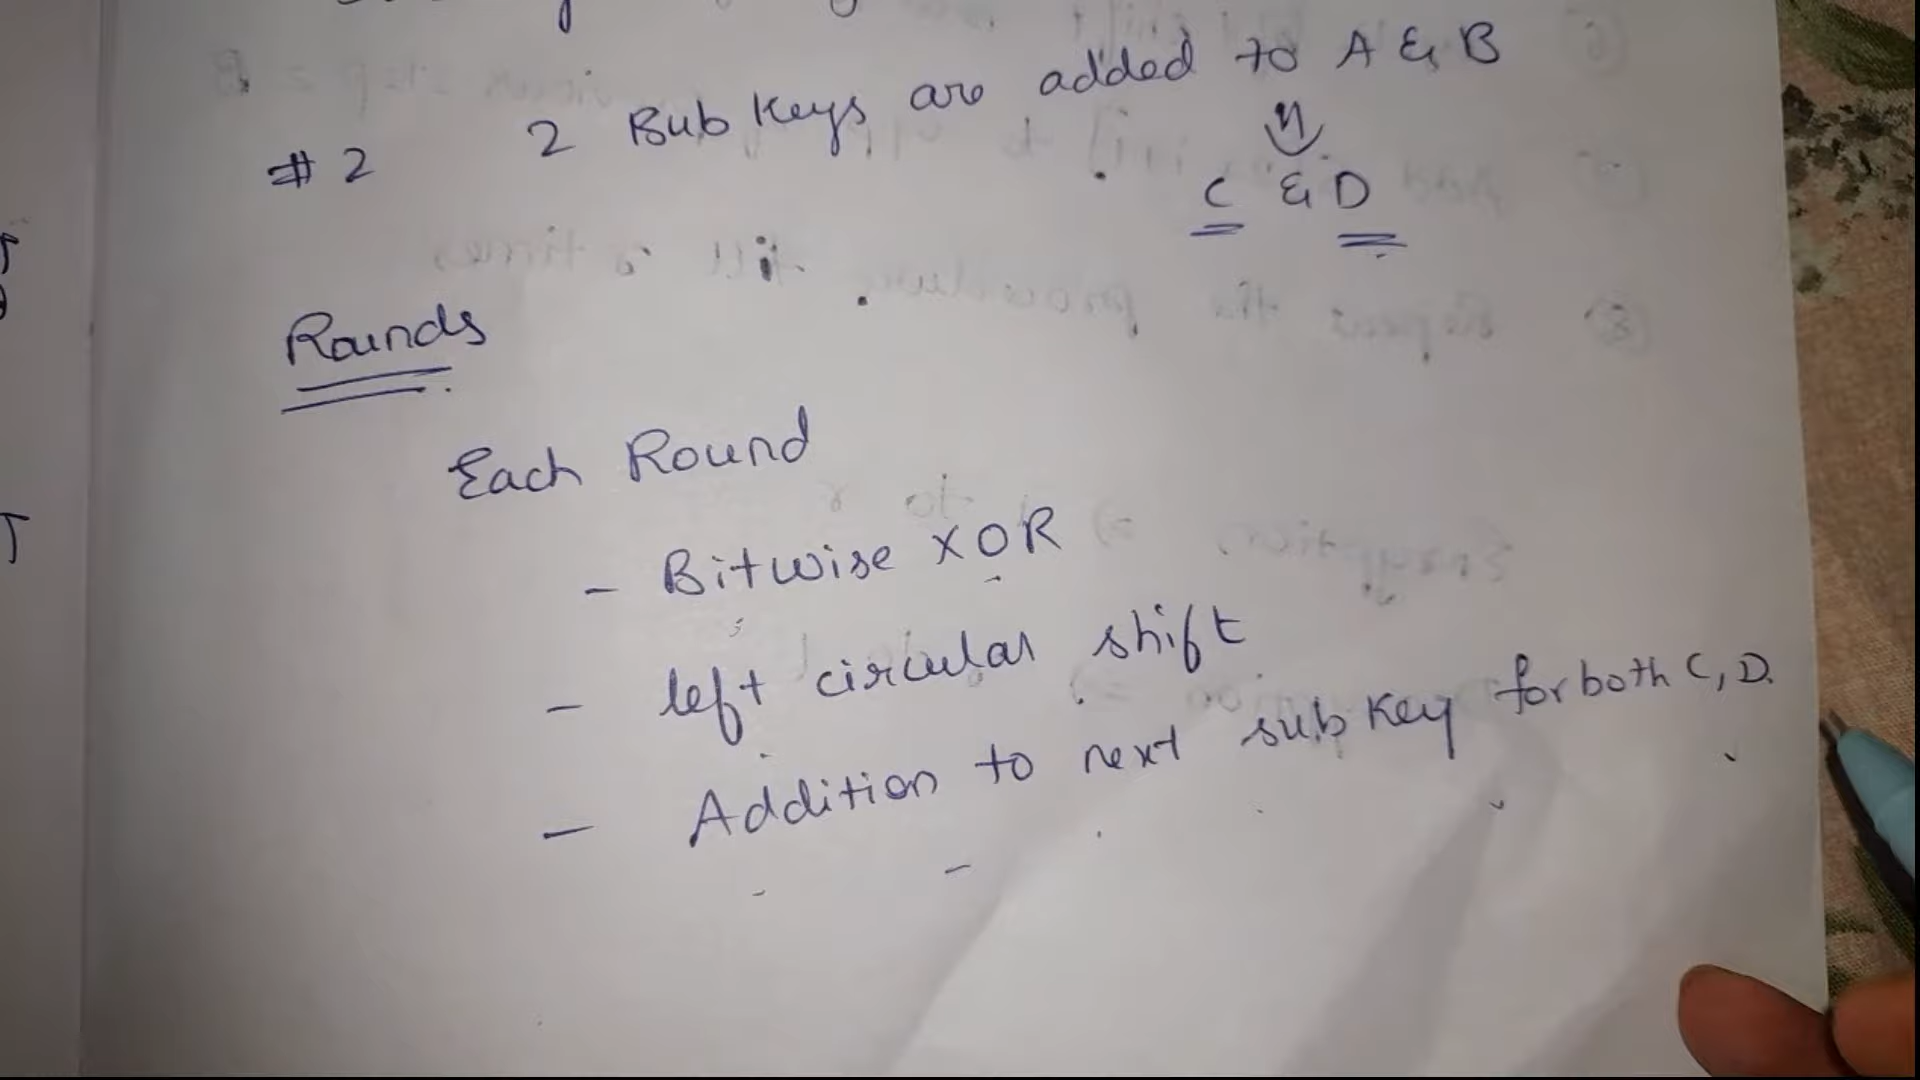 # 2 2 Sub Keys are added to A & B
C & D
Rounds
Each Round
- Bitwise XOR
- left circular shift
- Addition to next sub key for both C, D.